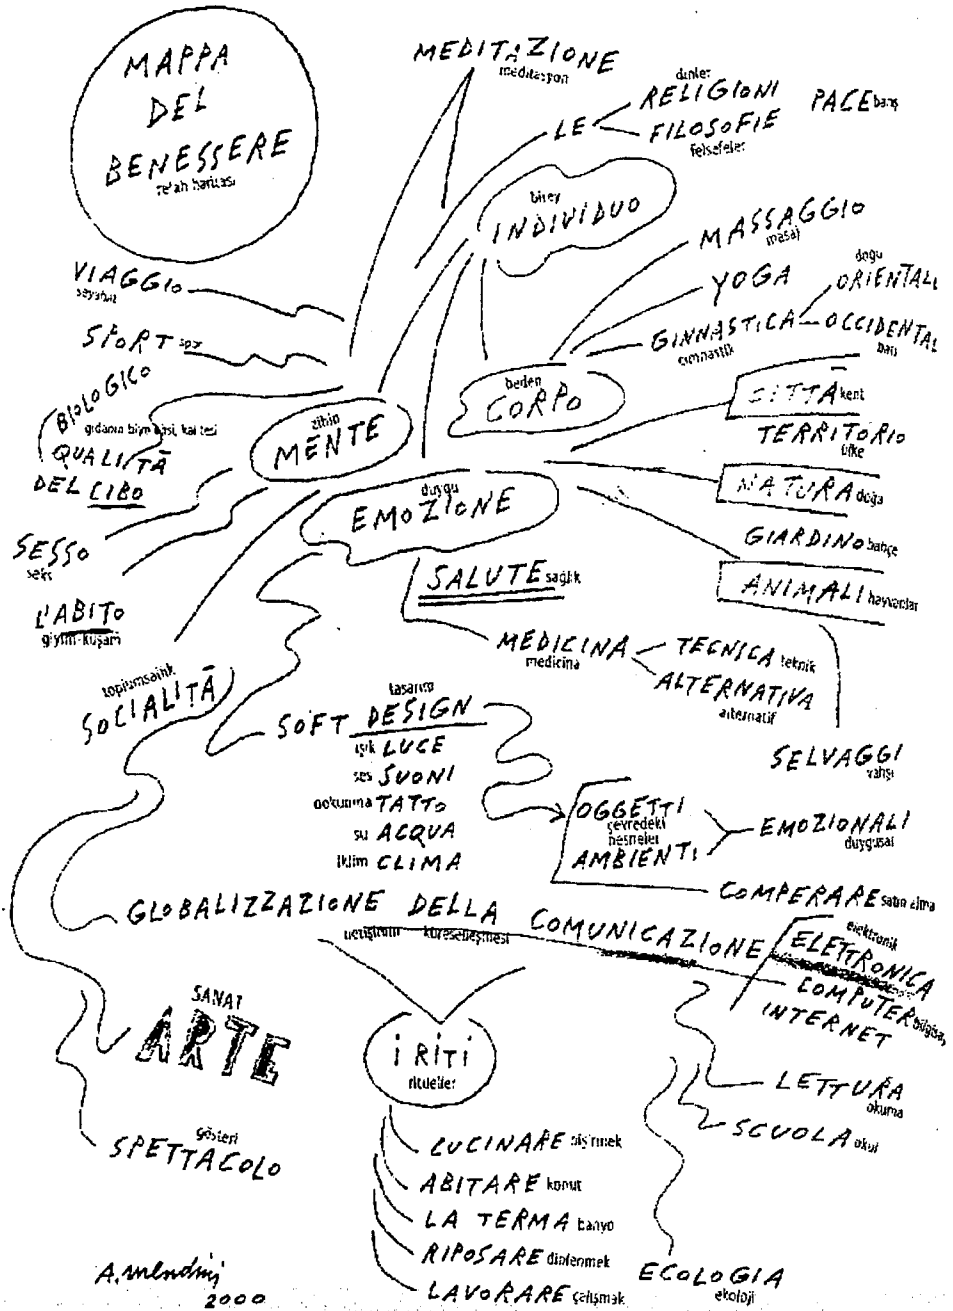 MAPPA
DEL
BENESSERE
refah haritası
MEDITAZIONE
meditasyon
LE
dinler
RELIGIONI
FILOSOFIE
felsefeler
PACE barış
birey
INDIVIDUO
MASSAGGIO
masaj
YOGA
GINNASTICA
cimnastik
doğu
ORIENTALI
OCCIDENTAL
batı
VIAGGIO
seyahat
SPORT spor
BIOLOGICO
QUALITÀ
DEL CIBO
zihin
MENTE
beden
CORPO
duygu
EMOZIONE
CITTÀ kent
TERRITORIO
ülke
NATURA doğa
GIARDINO bahçe
ANIMALI hayvanlar
SELVAGGI
vahşi
SESSO
seks
L'ABITO
giyim-kuşam
SALUTE sağlık
MEDICINA
medicina
TECNICA teknik
ALTERNATIVA
alternatif
toplumsallık
SOCIALITÀ
tasarım
SOFT DESIGN
ışık LUCE
ses SUONI
dokunma TATTO
su ACQUA
iklim CLIMA
OGGETTI
çevredeki
nesneler
AMBIENTI
EMOZIONALI
duygusal
COMPERARE satın alma
GLOBALIZZAZIONE DELLA COMUNICAZIONE
iletişimin küreselleşmesi
elektronik
ELETTRONICA
COMPUTER
INTERNET
LETTURA
okuma
SCUOLA okul
ECOLOGIA
ekoloji
SANAT
ARTE
gösteri
SPETTACOLO
i RITI
ritüeller
CUCINARE pişirmek
ABITARE konut
LA TERMA banyo
RIPOSARE dinlenmek
LAVORARE çalışmak
A. Mendini
2000